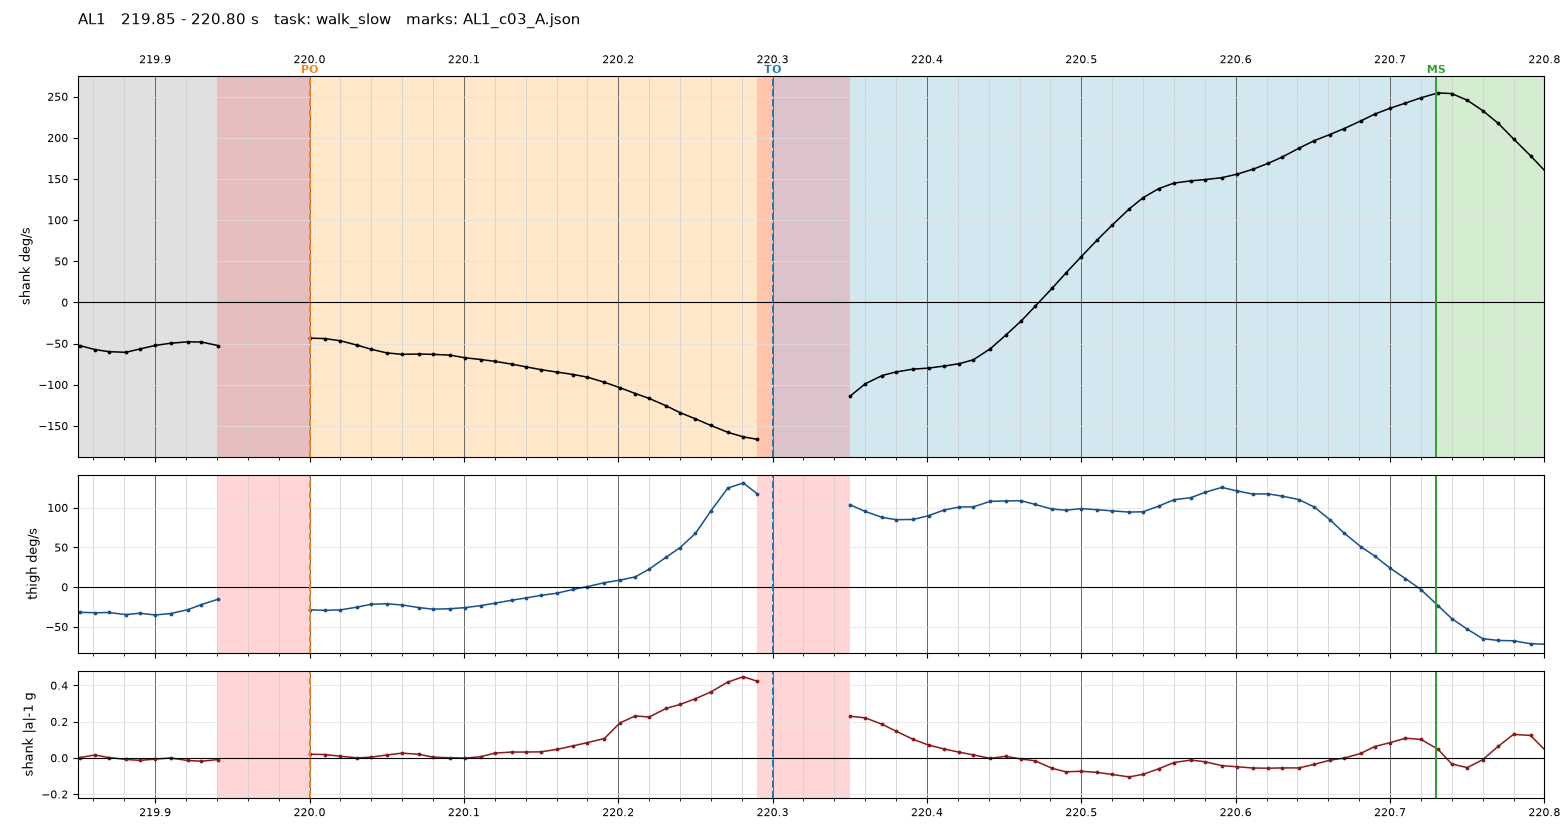 AL1 219.85 - 220.80 s task: walk_slow marks: AL1_c03_A.json
219.9 220.0 220.1 220.2 220.3 220.4 220.5 220.6 220.7 220.8
PO TO MS
shank deg/s
250
200
150
100
50
0
−50
−100
−150
thigh deg/s
100
50
0
−50
shank |a|-1 g
0.4
0.2
0.0
−0.2
219.9 220.0 220.1 220.2 220.3 220.4 220.5 220.6 220.7 220.8